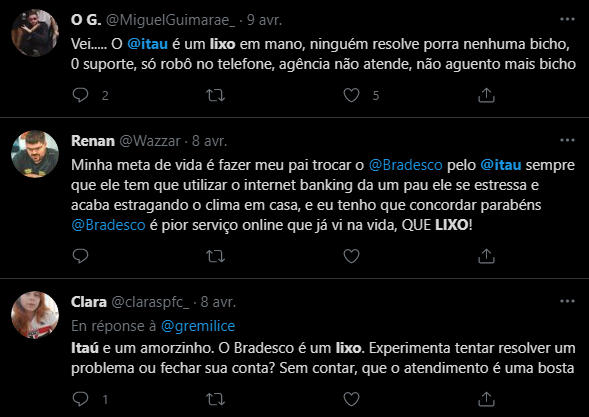 O G. @MiguelGuimarae_ · 9 avr.
Vei..... O @itau é um lixo em mano, ninguém resolve porra nenhuma bicho,
0 suporte, só robô no telefone, agência não atende, não aguento mais bicho
2 5
Renan @Wazzar · 8 avr.
Minha meta de vida é fazer meu pai trocar o @Bradesco pelo @itau sempre
que ele tem que utilizar o internet banking da um pau ele se estressa e
acaba estragando o clima em casa, e eu tenho que concordar parabéns
@Bradesco é pior serviço online que já vi na vida, QUE LIXO!
Clara @claraspfc_ · 8 avr.
En réponse à @gremilice
Itaú e um amorzinho. O Bradesco é um lixo. Experimenta tentar resolver um
problema ou fechar sua conta? Sem contar, que o atendimento é uma bosta
1